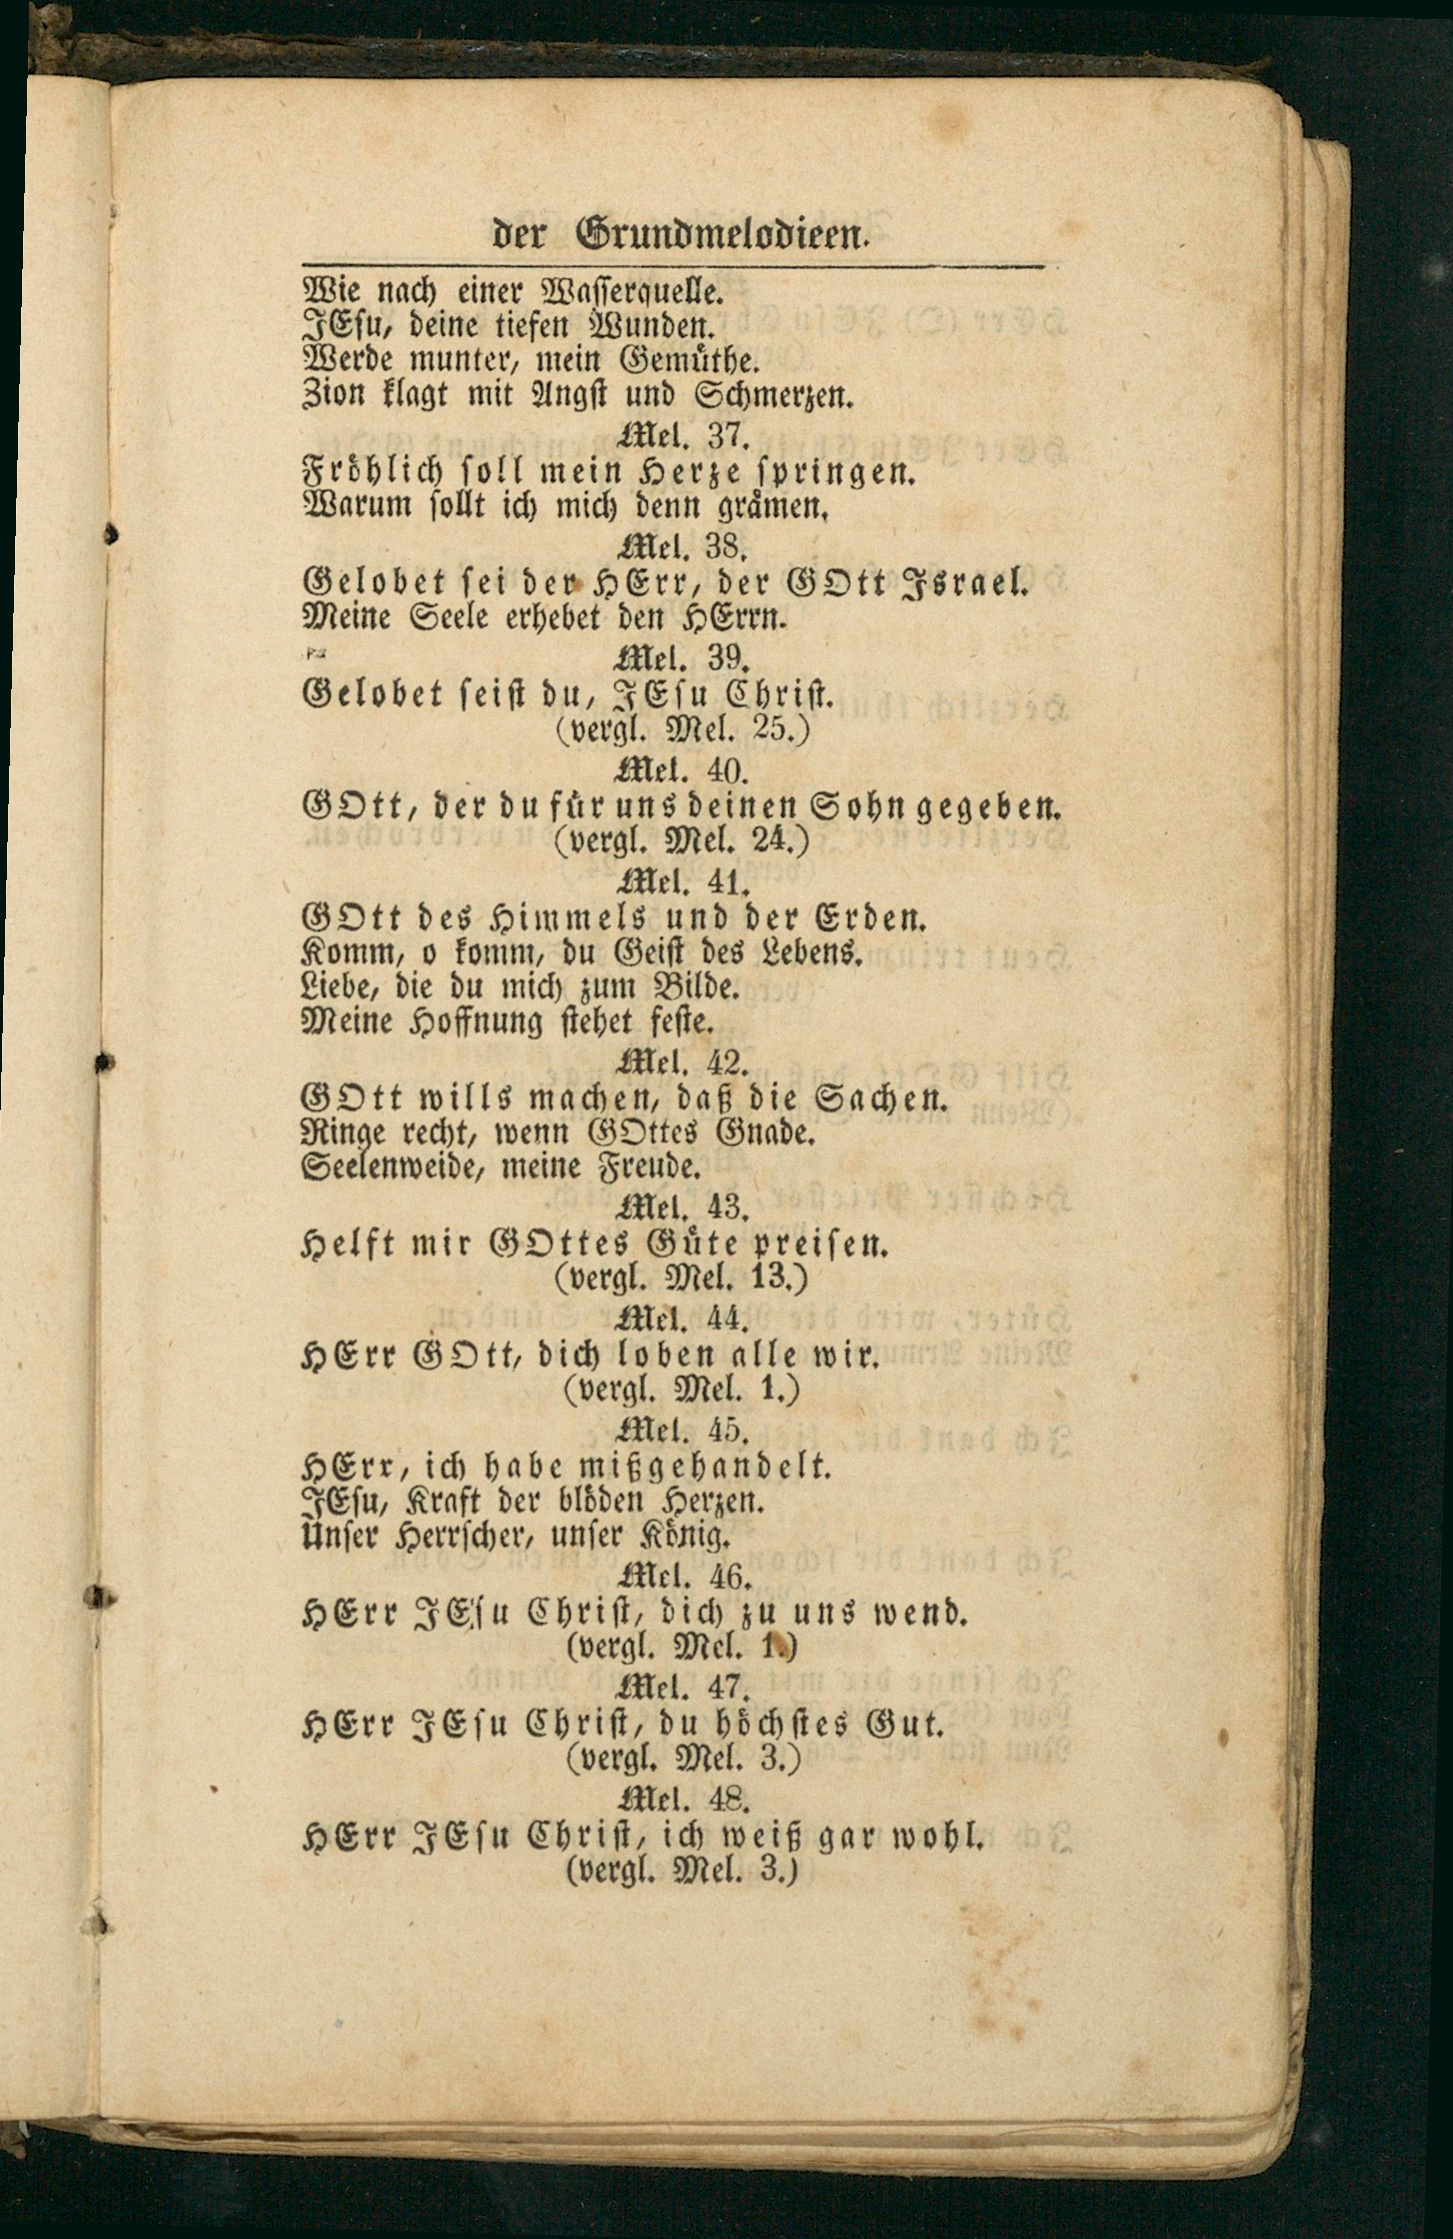 der Grundmelodieen.
Wie nach einer Wasserquelle.
JEsu, deine tiefen Wunden.
Werde munter, mein Gemüthe.
Zion klagt mit Angst und Schmerzen.
Mel. 37.
Fröhlich soll mein Herze springen.
Warum sollt ich mich denn grämen.
Mel. 38.
Gelobet sei der HErr, der GOtt Israel.
Meine Seele erhebet den HErrn.
Mel. 39.
Gelobet seist du, JEsu Christ.
(vergl. Mel. 25.)
Mel. 40.
GOtt, der du für uns deinen Sohn gegeben.
(vergl. Mel. 24.)
Mel. 41.
GOtt des Himmels und der Erden.
Komm, o komm, du Geist des Lebens.
Liebe, die du mich zum Bilde.
Meine Hoffnung stehet feste.
Mel. 42.
GOtt wills machen, daß die Sachen.
Ringe recht, wenn GOttes Gnade.
Seelenweide, meine Freude.
Mel. 43.
Helft mir GOttes Güte preisen.
(vergl. Mel. 13.)
Mel. 44.
HErr GOtt, dich loben alle wir.
(vergl. Mel. 1.)
Mel. 45.
HErr, ich habe mißgehandelt.
JEsu, Kraft der blöden Herzen.
Unser Herrscher, unser König.
Mel. 46.
HErr JEsu Christ, dich zu uns wend.
(vergl. Mel. 1.)
Mel. 47.
HErr JEsu Christ, du höchstes Gut.
(vergl. Mel. 3.)
Mel. 48.
HErr JEsu Christ, ich weiß gar wohl.
(vergl. Mel. 3.)